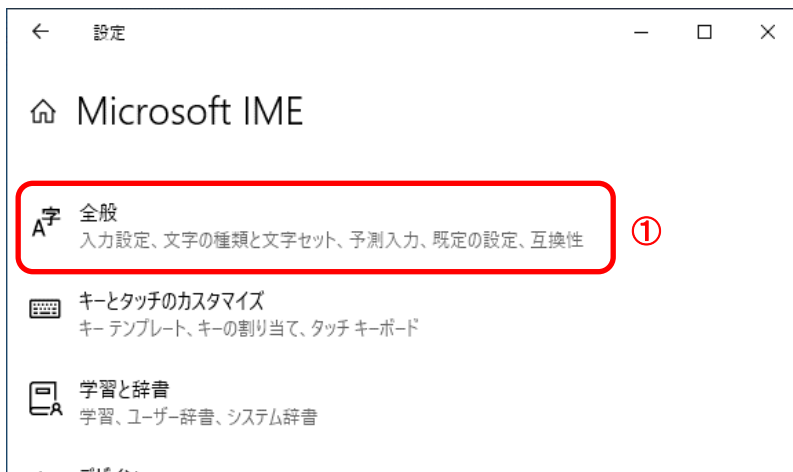 設定
Microsoft IME
全般
入力設定、文字の種類と文字セット、予測入力、既定の設定、互換性
①
キーとタッチのカスタマイズ
キー テンプレート、キーの割り当て、タッチ キーボード
学習と辞書
学習、ユーザー辞書、システム辞書